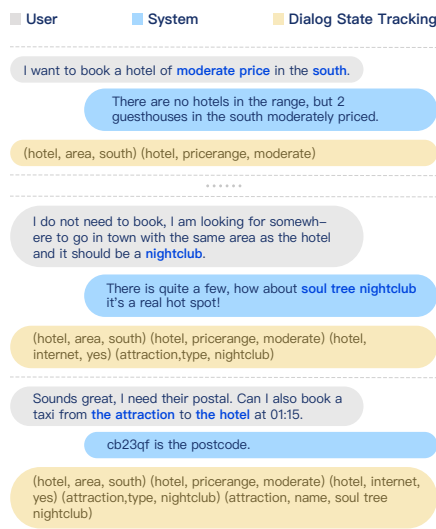 User System Dialog State Tracking
I want to book a hotel of moderate price in the south.
There are no hotels in the range, but 2
guesthouses in the south moderately priced.
(hotel, area, south) (hotel, pricerange, moderate)
......
I do not need to book, I am looking for somewh-
ere to go in town with the same area as the hotel
and it should be a nightclub.
There is quite a few, how about soul tree nightclub
it's a real hot spot!
(hotel, area, south) (hotel, pricerange, moderate) (hotel,
internet, yes) (attraction,type, nightclub)
Sounds great, I need their postal. Can I also book a
taxi from the attraction to the hotel at 01:15.
cb23qf is the postcode.
(hotel, area, south) (hotel, pricerange, moderate) (hotel, internet,
yes) (attraction,type, nightclub) (attraction, name, soul tree
nightclub)